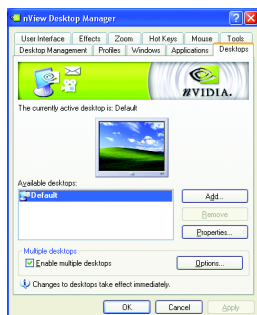 nView Desktop Manager
User Interface Effects Zoom Hot Keys Mouse Tools
Desktop Management Profiles Windows Applications Desktops
nVIDIA.
The currently active desktop is: Default
Available desktops:
Default
Add...
Remove
Properties...
Multiple desktops
Enable multiple desktops
Options...
Changes to desktops take effect immediately.
OK Cancel Apply